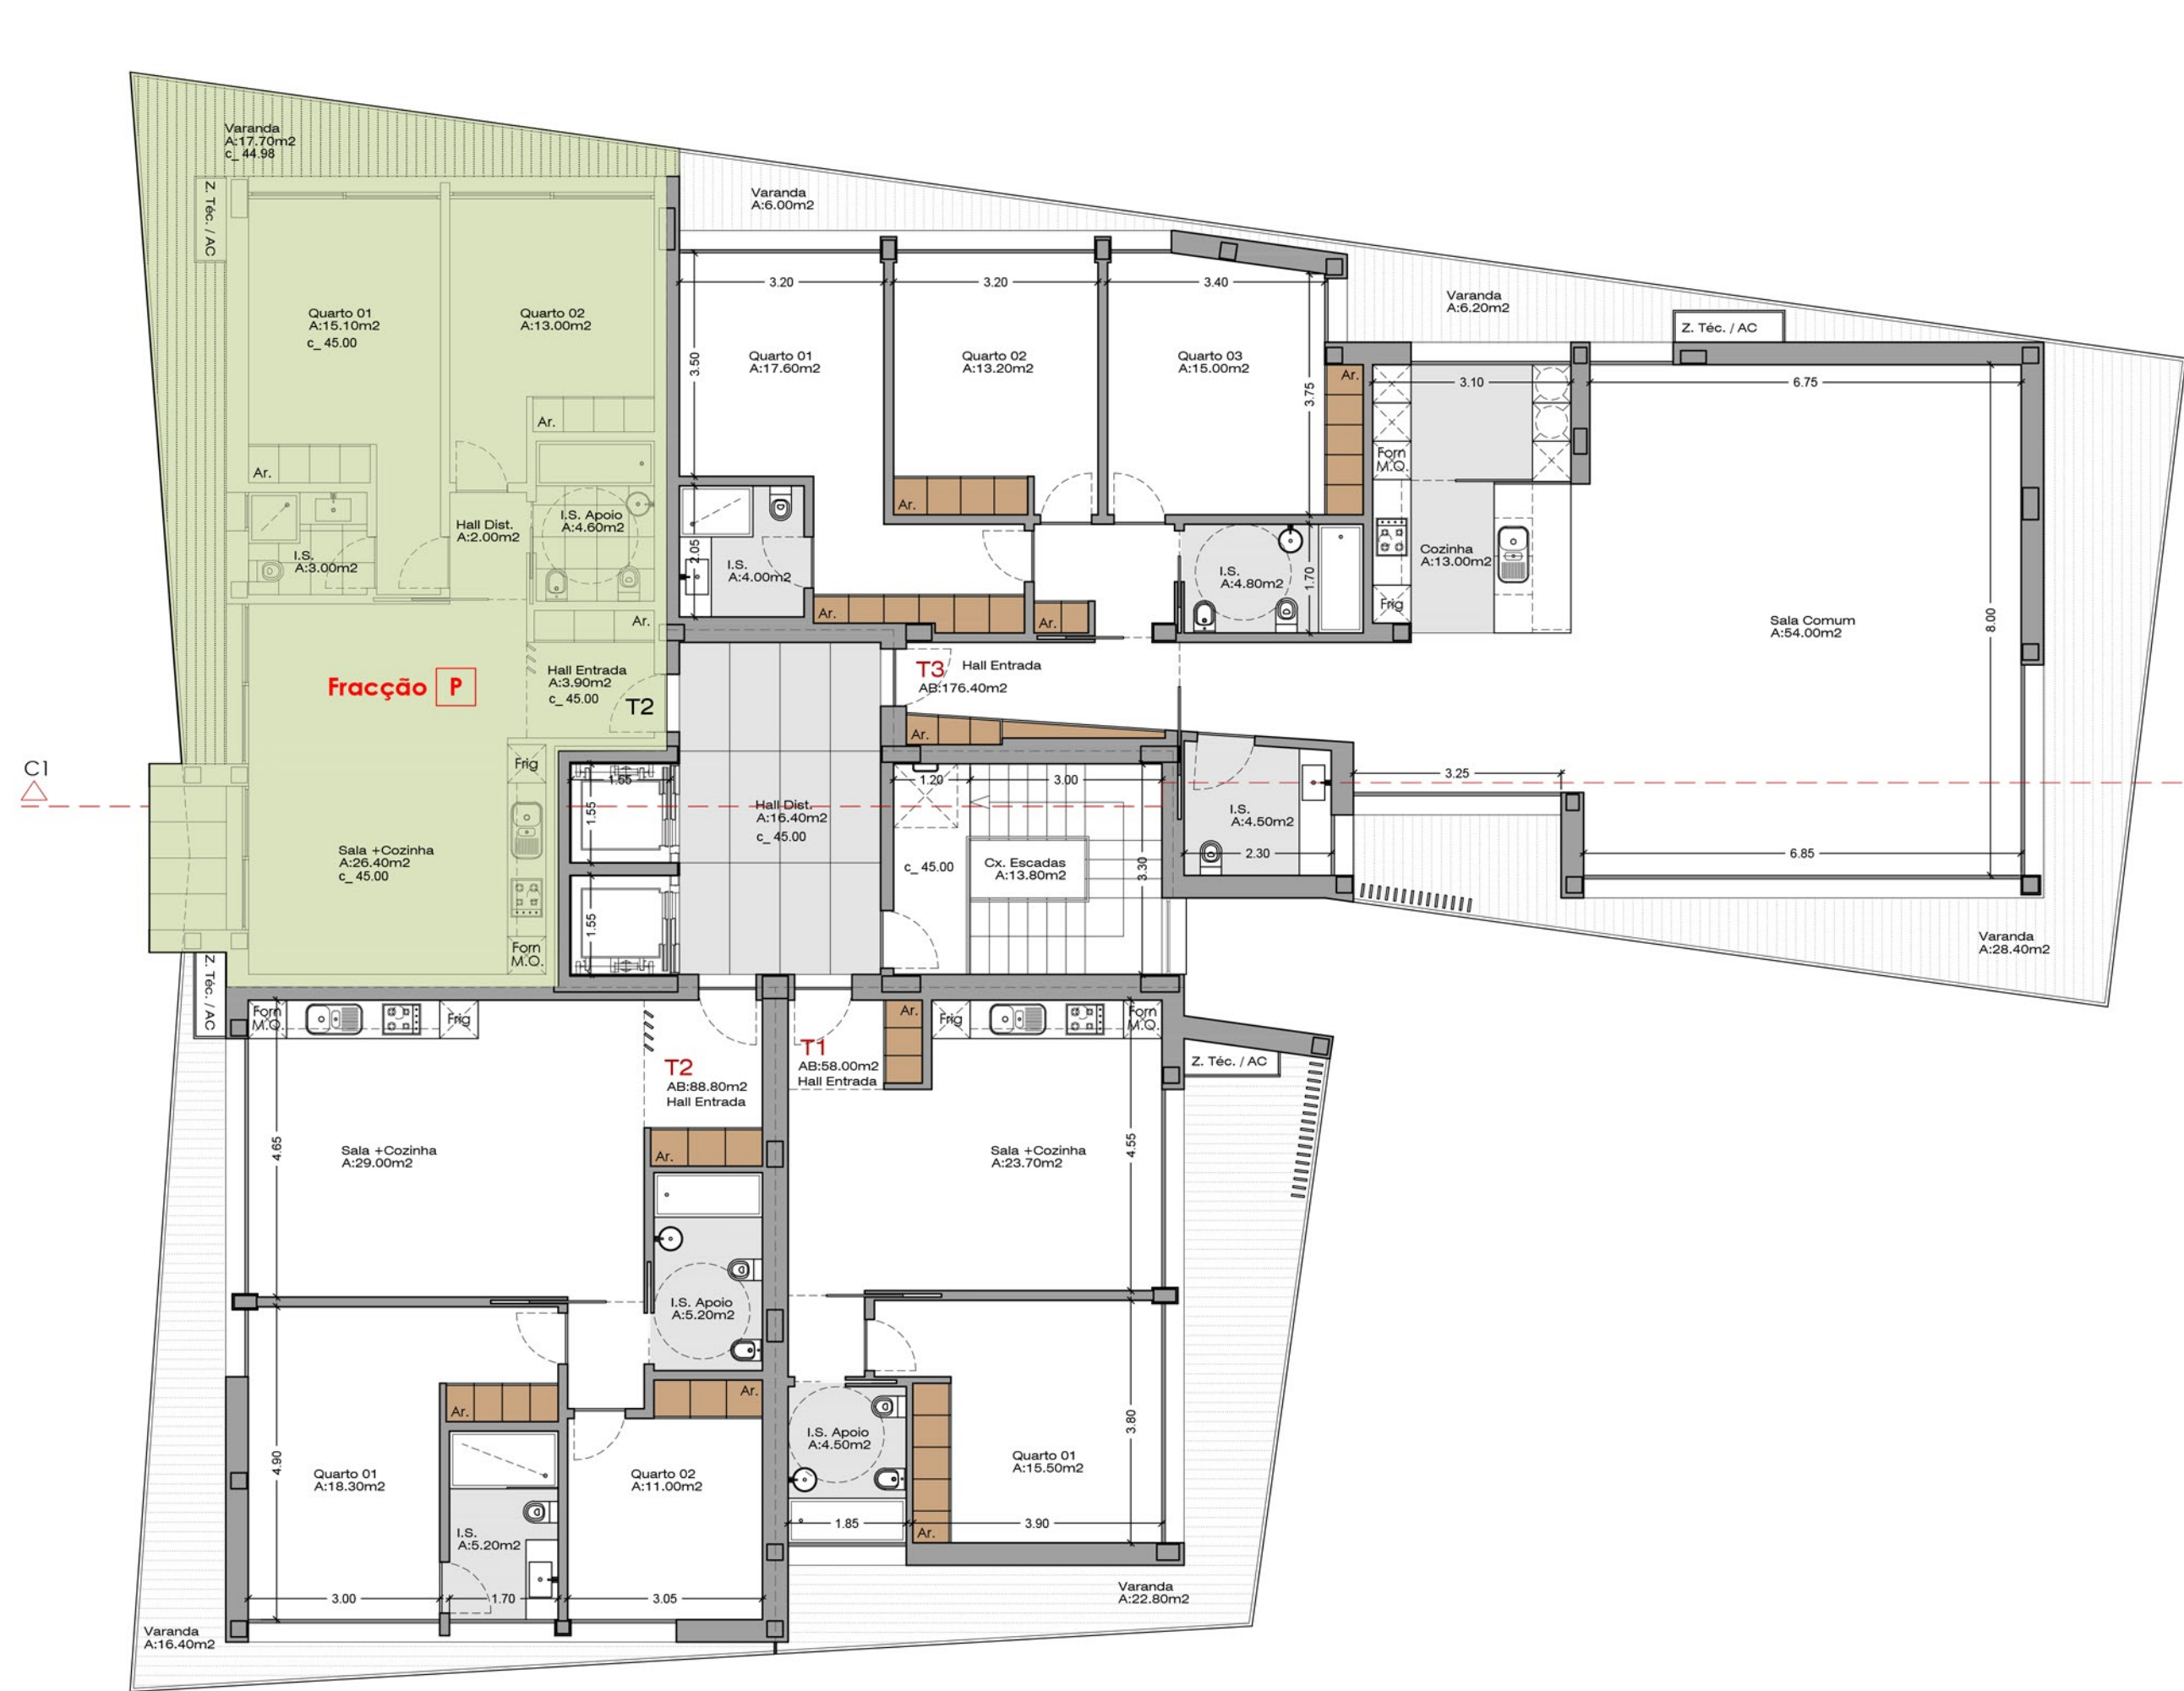 Varanda
A:17.70m2
c_ 44.98
Z. Téc. / AC
Quarto 01
A:15.10m2
c_ 45.00
Quarto 02
A:13.00m2
Ar.
Ar.
Hall Dist.
A:2.00m2
I.S. Apoio
A:4.60m2
I.S.
A:3.00m2
Ar.
Fracção P
Hall Entrada
A:3.90m2
c_ 45.00
T2
Frig
Sala +Cozinha
A:26.40m2
c_ 45.00
Forn
M.O.
C1
Varanda
A:6.00m2
3.20
3.20
3.40
3.50
Quarto 01
A:17.60m2
Quarto 02
A:13.20m2
Quarto 03
A:15.00m2
3.75
Ar.
Ar.
2.05
I.S.
A:4.00m2
Ar.
Ar.
I.S.
A:4.80m2
1.70
Varanda
A:6.20m2
Z. Téc. / AC
3.10
6.75
Forn
M.O.
Cozinha
A:13.00m2
Frig
Sala Comum
A:54.00m2
8.00
T3
Hall Entrada
AB:176.40m2
Ar.
1.55
1.55
1.55
Hall Dist.
A:16.40m2
c_ 45.00
1.20
3.00
c_ 45.00
Cx. Escadas
A:13.80m2
3.30
I.S.
A:4.50m2
2.30
3.25
6.85
Varanda
A:28.40m2
Z. Téc. / AC
Forn
M.O.
Frig
T2
AB:88.80m2
Hall Entrada
T1
AB:58.00m2
Hall Entrada
Ar.
Frig
Forn
M.O.
Z. Téc. / AC
4.65
Sala +Cozinha
A:29.00m2
Ar.
Sala +Cozinha
A:23.70m2
4.55
I.S. Apoio
A:5.20m2
Ar.
Ar.
4.90
Quarto 01
A:18.30m2
Quarto 02
A:11.00m2
I.S.
A:5.20m2
3.00
1.70
3.05
I.S. Apoio
A:4.50m2
Quarto 01
A:15.50m2
3.80
1.85
Ar.
3.90
Varanda
A:22.80m2
Varanda
A:16.40m2